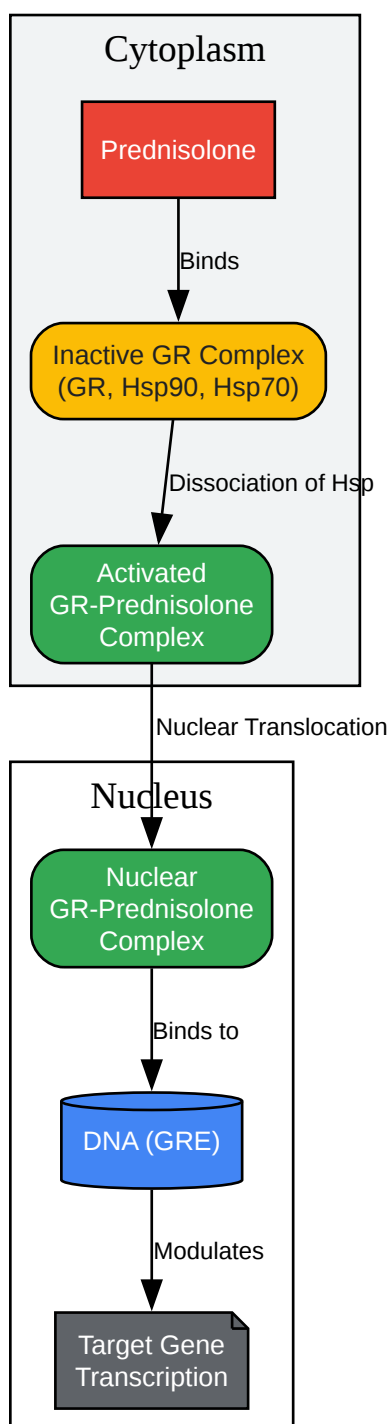 Cytoplasm
Prednisolone
Binds
Inactive GR Complex
(GR, Hsp90, Hsp70)
Dissociation of Hsp
Activated
GR-Prednisolone
Complex
Nuclear Translocation
Nucleus
Nuclear
GR-Prednisolone
Complex
Binds to
DNA (GRE)
Modulates
Target Gene
Transcription